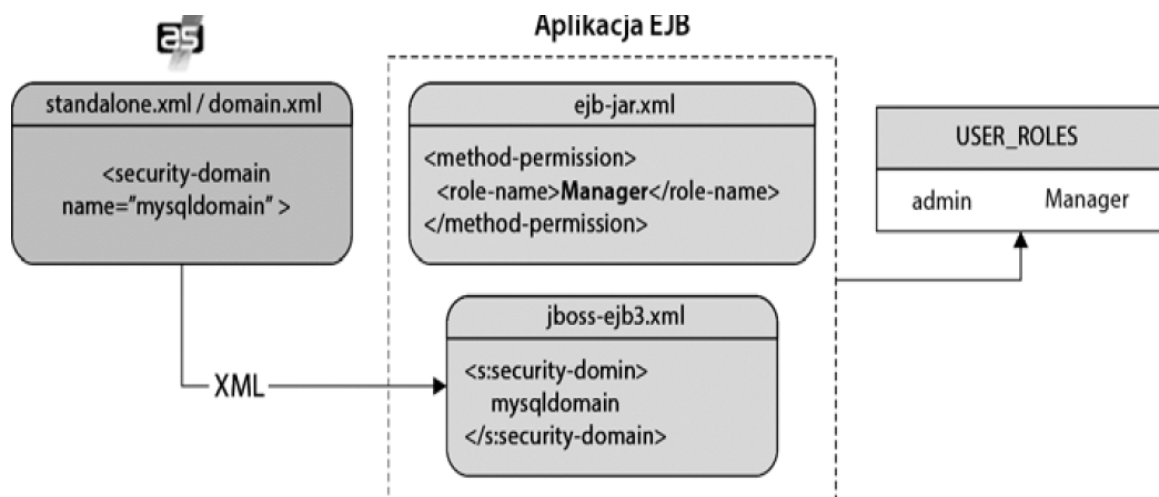 as
Aplikacja EJB
standalone.xml / domain.xml
<security-domain
name="mysqldomain" >
ejb-jar.xml
<method-permission>
<role-name>Manager</role-name>
</method-permission>
USER_ROLES
admin Manager
XML
jboss-ejb3.xml
<s:security-domin>
mysqldomain
</s:security-domain>